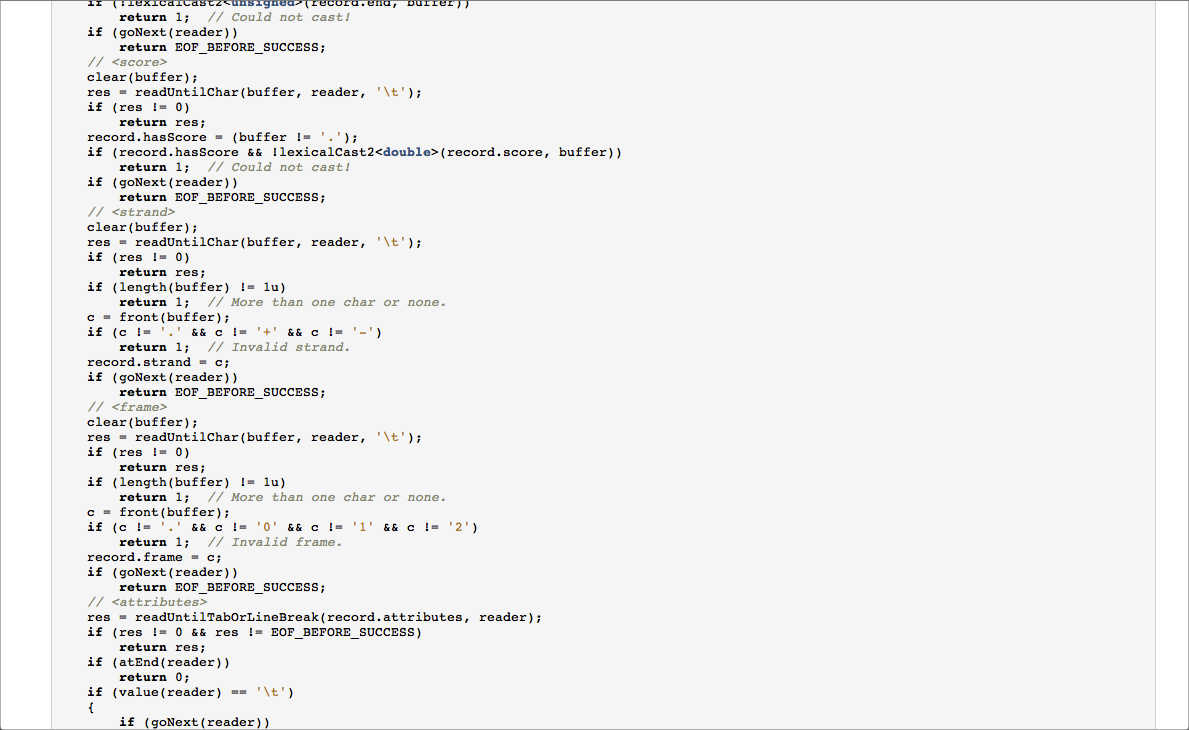 if (!lexicalCast2<unsigned>(record.end, buffer))
return 1;  // Could not cast!
if (goNext(reader))
return EOF_BEFORE_SUCCESS;
// <score>
clear(buffer);
res = readUntilChar(buffer, reader, '\t');
if (res != 0)
return res;
record.hasScore = (buffer != '.');
if (record.hasScore && !lexicalCast2<double>(record.score, buffer))
return 1;  // Could not cast!
if (goNext(reader))
return EOF_BEFORE_SUCCESS;
// <strand>
clear(buffer);
res = readUntilChar(buffer, reader, '\t');
if (res != 0)
return res;
if (length(buffer) != 1u)
return 1;  // More than one char or none.
c = front(buffer);
if (c != '.' && c != '+' && c != '-')
return 1;  // Invalid strand.
record.strand = c;
if (goNext(reader))
return EOF_BEFORE_SUCCESS;
// <frame>
clear(buffer);
res = readUntilChar(buffer, reader, '\t');
if (res != 0)
return res;
if (length(buffer) != 1u)
return 1;  // More than one char or none.
c = front(buffer);
if (c != '.' && c != '0' && c != '1' && c != '2')
return 1;  // Invalid frame.
record.frame = c;
if (goNext(reader))
return EOF_BEFORE_SUCCESS;
// <attributes>
res = readUntilTabOrLineBreak(record.attributes, reader);
if (res != 0 && res != EOF_BEFORE_SUCCESS)
return res;
if (atEnd(reader))
return 0;
if (value(reader) == '\t')
{
if (goNext(reader))